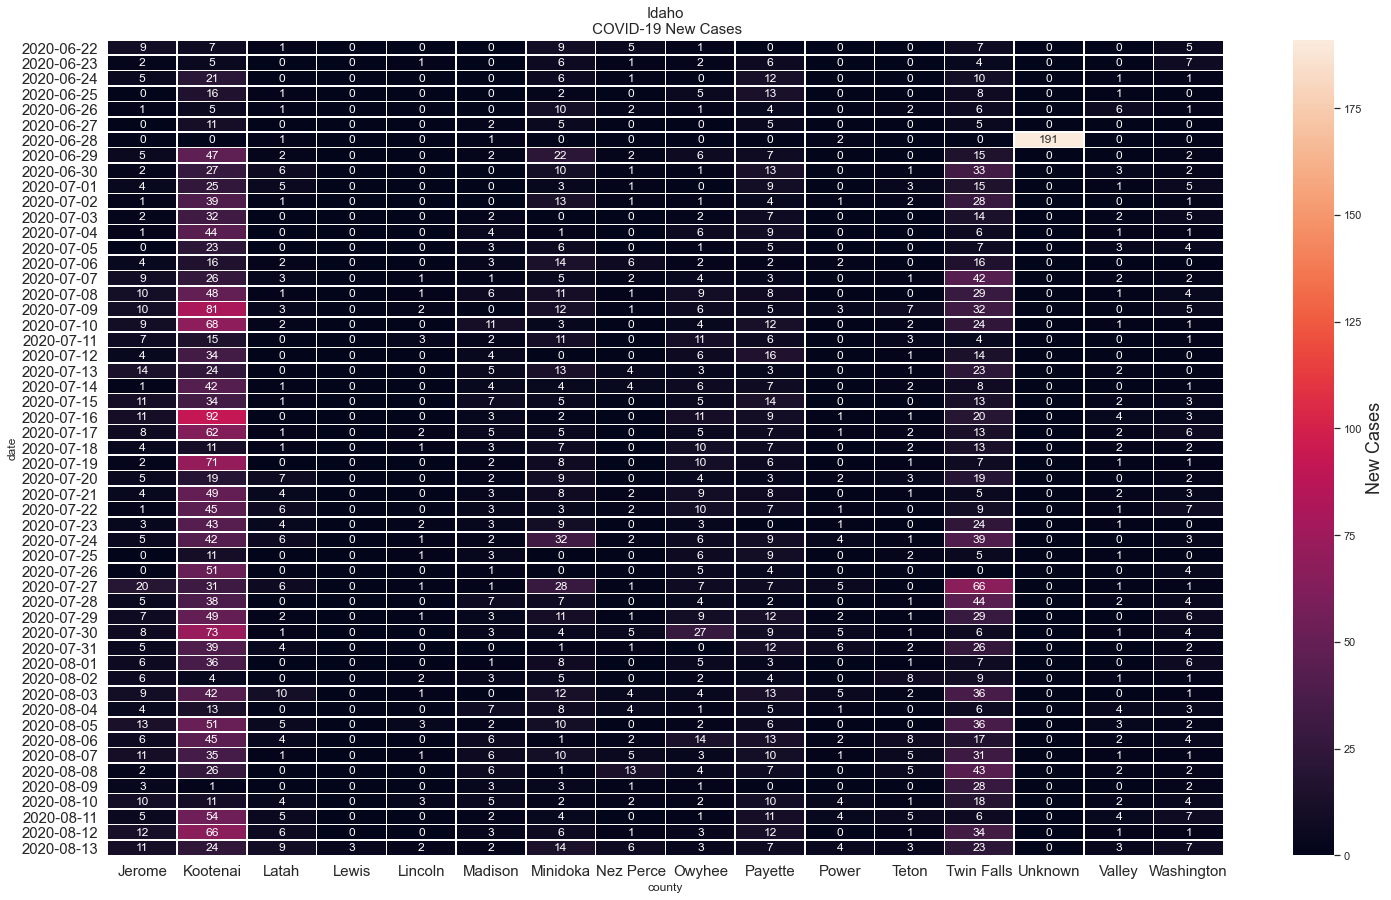 Idaho
COVID-19 New Cases
2020-06-22 9 7 1 0 0 0 9 5 1 0 0 0 7 0 0 5
2020-06-23 2 5 0 0 1 0 6 1 2 6 0 0 4 0 0 7
2020-06-24 5 21 0 0 0 0 6 1 0 12 0 0 10 0 1 1
2020-06-25 0 16 1 0 0 0 2 0 5 13 0 0 8 0 1 0
2020-06-26 1 5 1 0 0 0 10 2 1 4 0 2 6 0 6 1
2020-06-27 0 11 0 0 0 2 5 0 0 5 0 0 5 0 0 0
2020-06-28 0 0 1 0 0 1 0 0 0 0 2 0 0 191 0 0
2020-06-29 5 47 2 0 0 2 22 2 6 7 0 0 15 0 0 2
2020-06-30 2 27 6 0 0 0 10 1 1 13 0 1 33 0 3 2
2020-07-01 4 25 5 0 0 0 3 1 0 9 0 3 15 0 1 5
2020-07-02 1 39 1 0 0 0 13 1 1 4 1 2 28 0 0 1
2020-07-03 2 32 0 0 0 2 0 0 2 7 0 0 14 0 2 5
2020-07-04 1 44 0 0 0 4 1 0 6 9 0 0 6 0 1 1
2020-07-05 0 23 0 0 0 3 6 0 1 5 0 0 7 0 3 4
2020-07-06 4 16 2 0 0 3 14 6 2 2 2 0 16 0 0 2
2020-07-07 9 26 3 0 1 1 5 2 4 3 0 1 42 0 2 2
2020-07-08 10 48 1 0 1 6 11 1 9 8 0 0 29 0 1 4
2020-07-09 10 81 3 0 2 0 12 1 6 5 3 7 32 0 0 5
2020-07-10 9 68 2 0 0 11 3 0 4 12 0 2 24 0 1 1
2020-07-11 7 15 0 0 3 2 11 0 11 6 0 3 4 0 0 1
2020-07-12 4 34 0 0 0 4 0 0 6 16 0 1 14 0 0 0
2020-07-13 14 24 0 0 0 5 13 4 3 3 0 1 23 0 2 0
2020-07-14 1 42 1 0 0 4 4 4 6 7 0 2 8 0 0 1
2020-07-15 11 34 1 0 0 7 5 0 5 14 0 0 13 0 2 3
2020-07-16 11 92 0 0 0 3 2 0 11 9 1 1 20 0 4 3
2020-07-17 8 62 1 0 2 5 5 0 5 7 1 2 13 0 2 6
2020-07-18 4 11 1 0 1 3 7 0 10 7 0 2 13 0 2 2
2020-07-19 2 71 0 0 0 2 8 0 10 6 0 1 7 0 1 1
2020-07-20 5 19 7 0 0 2 9 0 4 3 2 3 19 0 0 2
2020-07-21 4 49 4 0 0 3 8 2 9 8 0 1 5 0 2 3
2020-07-22 1 45 6 0 0 3 3 2 10 7 1 0 9 0 1 7
2020-07-23 3 43 4 0 2 3 9 0 3 0 1 0 24 0 1 0
2020-07-24 5 42 6 0 1 2 32 2 6 9 4 1 39 0 0 3
2020-07-25 0 11 0 0 1 3 0 0 6 9 0 2 5 0 1 0
2020-07-26 0 51 0 0 0 1 0 0 5 4 0 0 0 0 0 4
2020-07-27 20 31 6 0 1 1 28 1 7 7 5 0 66 0 1 1
2020-07-28 5 38 0 0 0 7 7 0 4 2 0 1 44 0 2 4
2020-07-29 7 49 2 0 1 3 11 1 9 12 2 1 29 0 0 6
2020-07-30 8 73 1 0 0 3 4 5 27 9 5 1 6 0 1 4
2020-07-31 5 39 4 0 0 0 1 1 0 12 6 2 26 0 0 2
2020-08-01 6 36 0 0 0 1 8 0 5 3 0 1 7 0 0 6
2020-08-02 6 4 0 0 2 3 5 0 2 4 0 8 9 0 1 1
2020-08-03 9 42 10 0 1 0 12 4 4 13 5 2 36 0 0 1
2020-08-04 4 13 0 0 0 7 8 4 1 5 1 0 6 0 4 3
2020-08-05 13 51 5 0 3 2 10 0 2 6 0 0 36 0 3 2
2020-08-06 6 45 4 0 0 6 1 2 14 13 2 8 17 0 2 4
2020-08-07 11 35 1 0 1 6 10 5 3 10 1 5 31 0 1 1
2020-08-08 2 26 0 0 0 6 1 13 4 7 0 5 43 0 2 2
2020-08-09 3 1 0 0 0 3 3 1 1 0 0 0 28 0 0 2
2020-08-10 10 11 4 0 3 5 2 2 2 10 4 1 18 0 2 4
2020-08-11 5 54 5 0 0 2 4 0 1 11 4 5 6 0 4 7
2020-08-12 12 66 6 0 0 3 6 1 3 12 0 1 34 0 1 1
2020-08-13 11 24 9 3 2 2 14 6 3 7 4 3 23 0 3 7
Jerome Kootenai Latah Lewis Lincoln Madison Minidoka Nez Perce Owyhee Payette Power Teton Twin Falls Unknown Valley Washington
county
date
175
150
125
100
75
50
25
0
New Cases